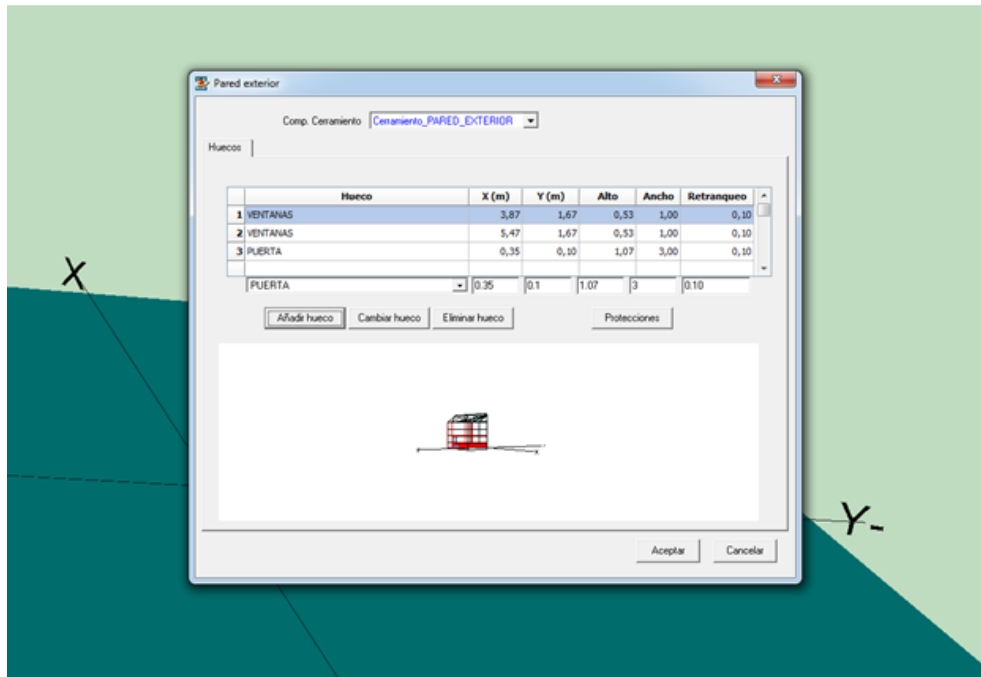 Pared exterior
x
Comp. Cerramiento Cerramiento_PARED_EXTERIOR
Huecos
Hueco X (m) Y (m) Alto Ancho Retranqueo
1 VENTANAS 3,87 1,67 0,53 1,00 0,10
2 VENTANAS 5,47 1,67 0,53 1,00 0,10
3 PUERTA 0,35 0,10 1,07 3,00 0,10
PUERTA 0.35 0.1 1.07 3 0.10
Añadir hueco Cambiar hueco Eliminar hueco Protecciones
X
Y-
Aceptar Cancelar